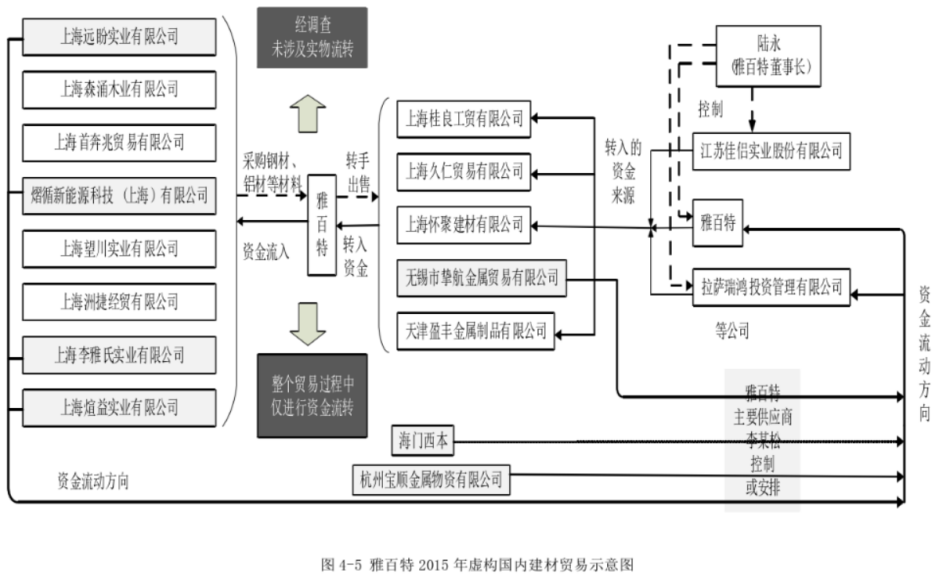 上海远盼实业有限公司
上海森涌木业有限公司
上海首奔兆贸易有限公司
熠循新能源科技（上海）有限公司
上海望川实业有限公司
上海洲捷经贸有限公司
上海李雅氏实业有限公司
上海煊益实业有限公司
资金流动方向
经调查
未涉及实物流转
采购钢材、
铝材等材料
资金流入
雅百特
整个贸易过程中
仅进行资金流转
转手
出售
转入
资金
上海桂良工贸有限公司
上海久仁贸易有限公司
上海怀聚建材有限公司
无锡市挚航金属贸易有限公司
天津盈丰金属制品有限公司
海门西本
杭州宝顺金属物资有限公司
转入的
资金
来源
陆永
（雅百特董事长）
控制
江苏佳铝实业股份有限公司
雅百特
拉萨瑞鸿投资管理有限公司
等公司
雅百特
主要供应商
李某松
控制
或安排
资金流动方向
图 4-5 雅百特 2015 年虚构国内建材贸易示意图